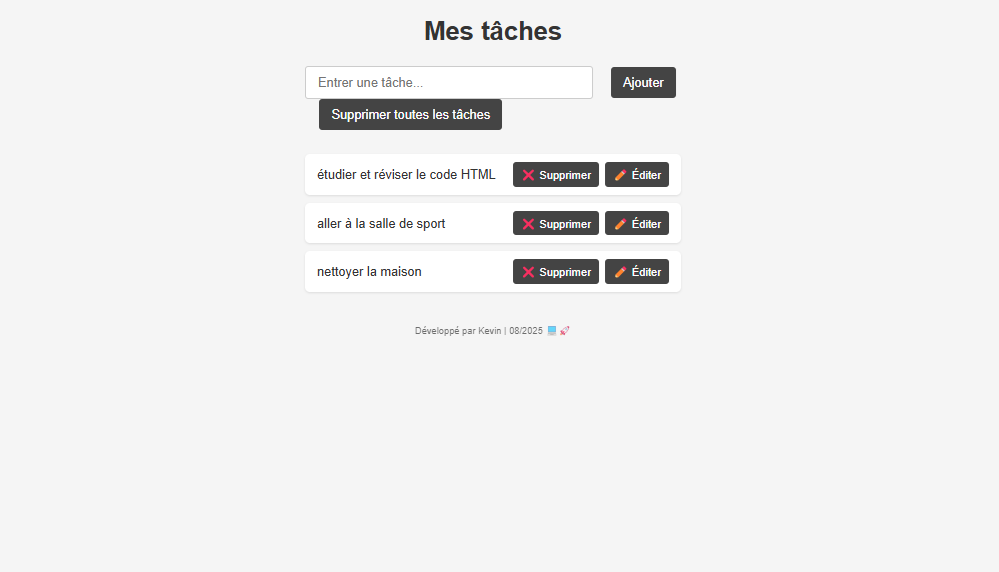 Mes tâches
Entrer une tâche...
Ajouter
Supprimer toutes les tâches
étudier et réviser le code HTML ❌ Supprimer ✏️ Éditer
aller à la salle de sport ❌ Supprimer ✏️ Éditer
nettoyer la maison ❌ Supprimer ✏️ Éditer
Développé par Kevin | 08/2025 💻🚀